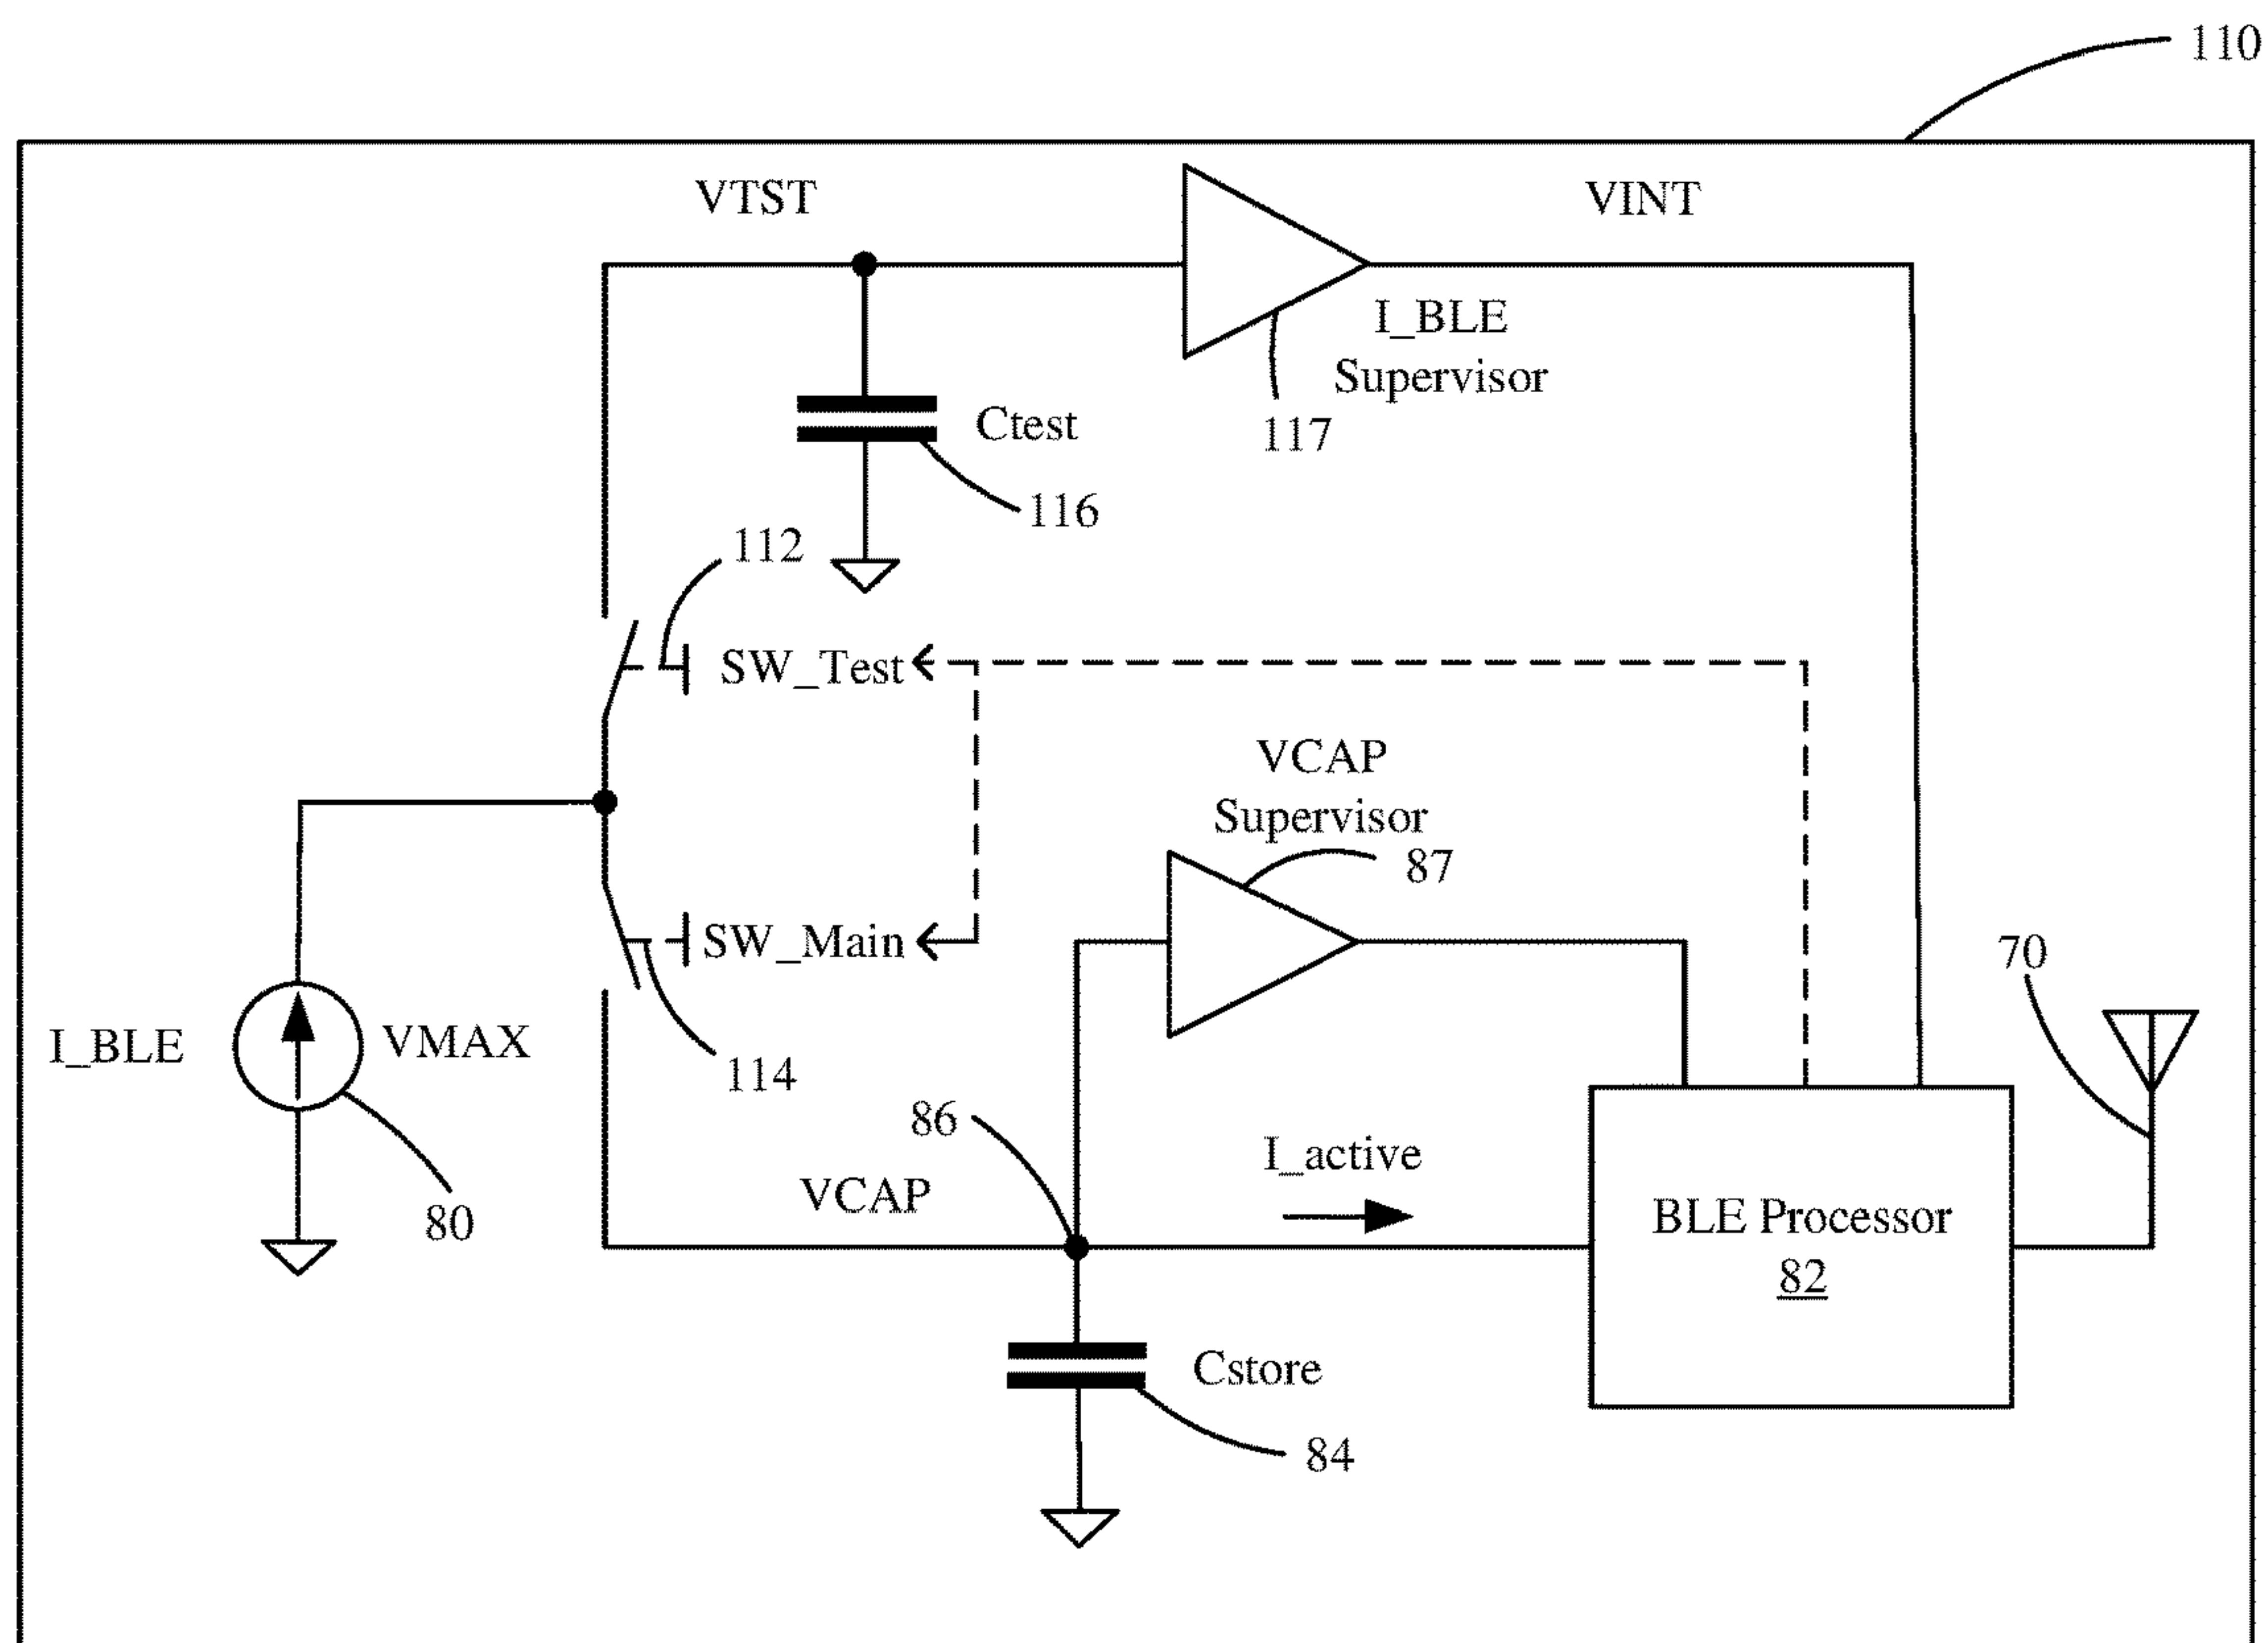 110
VTST
VINT
I_BLE
Supervisor
117
Ctest
116
112
SW_Test
VCAP
Supervisor
87
SW_Main
70
I_BLE
VMAX
114
86
I_active
VCAP
80
BLE Processor
82
Cstore
84